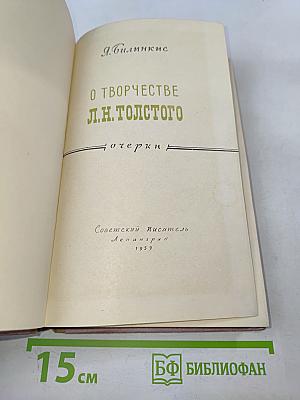 Я. Билинкис
О ТВОРЧЕСТВЕ
Л.Н.ТОЛСТОГО
очерки
Советский Писатель
Ленинград
1959
15 см
БФ БИБЛИОФАН